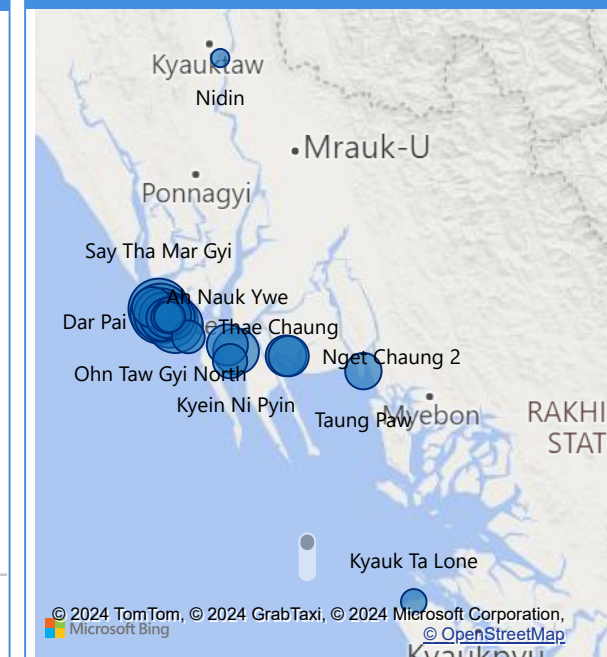 Kyauktaw
Nidin
Mrauk-U
Ponnagyi
Say Tha Mar Gyi
Ah Nauk Ywe
Dar Pai
Thae Chaung
Nget Chaung 2
Ohn Taw Gyi North
Kyein Ni Pyin
Taung Paw
Myebon
RAKHI
STAT
Kyauk Ta Lone
© 2024 TomTom, © 2024 GrabTaxi, © 2024 Microsoft Corporation,
Microsoft Bing
© OpenStreetMap
Kyaukpyu